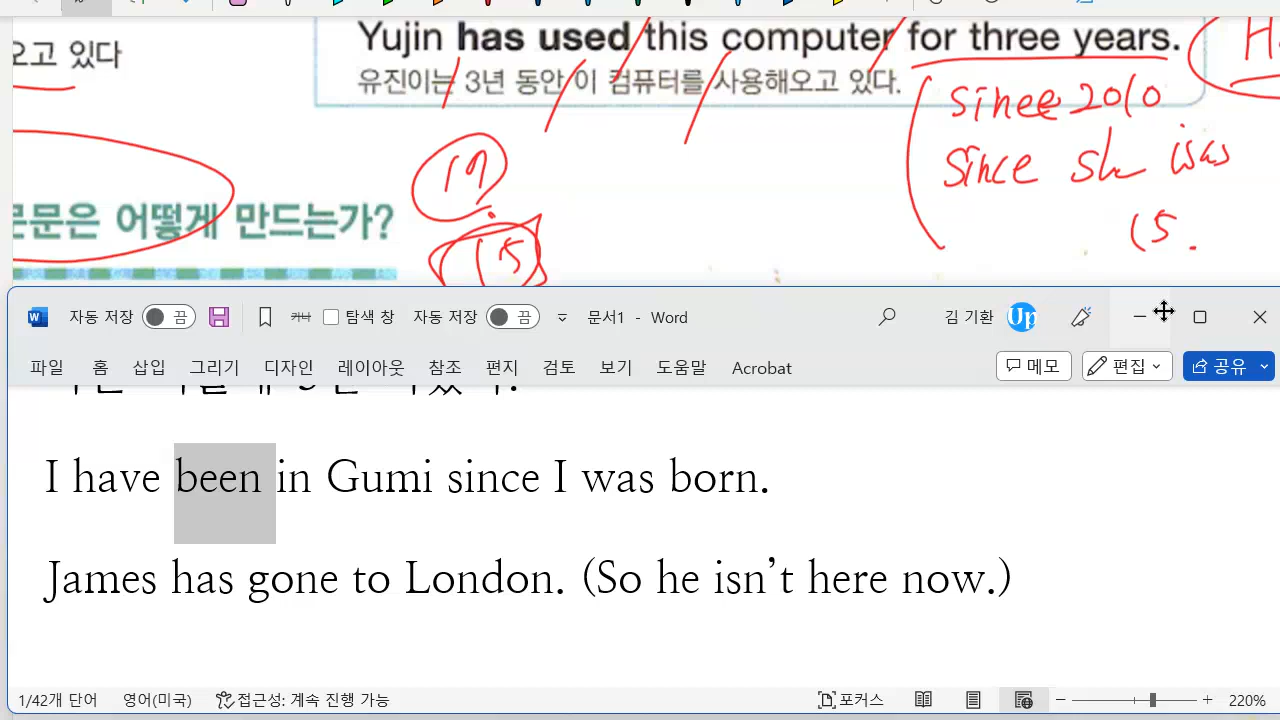 오고 있다
Yujin has used this computer for three years.
유진이는 3년 동안 이 컴퓨터를 사용해오고 있다.
since 2010
since she was
15.
19
15
문문은 어떻게 만드는가?
자동 저장 끔 커나 탐색 창 자동 저장 끔 문서1 - Word 김 기환 Up
파일 홈 삽입 그리기 디자인 레이아웃 참조 편지 검토 보기 도움말 Acrobat 메모 편집 공유
I have been in Gumi since I was born.
James has gone to London. (So he isn't here now.)
1/42개 단어 영어(미국) 접근성: 계속 진행 가능 포커스 220%